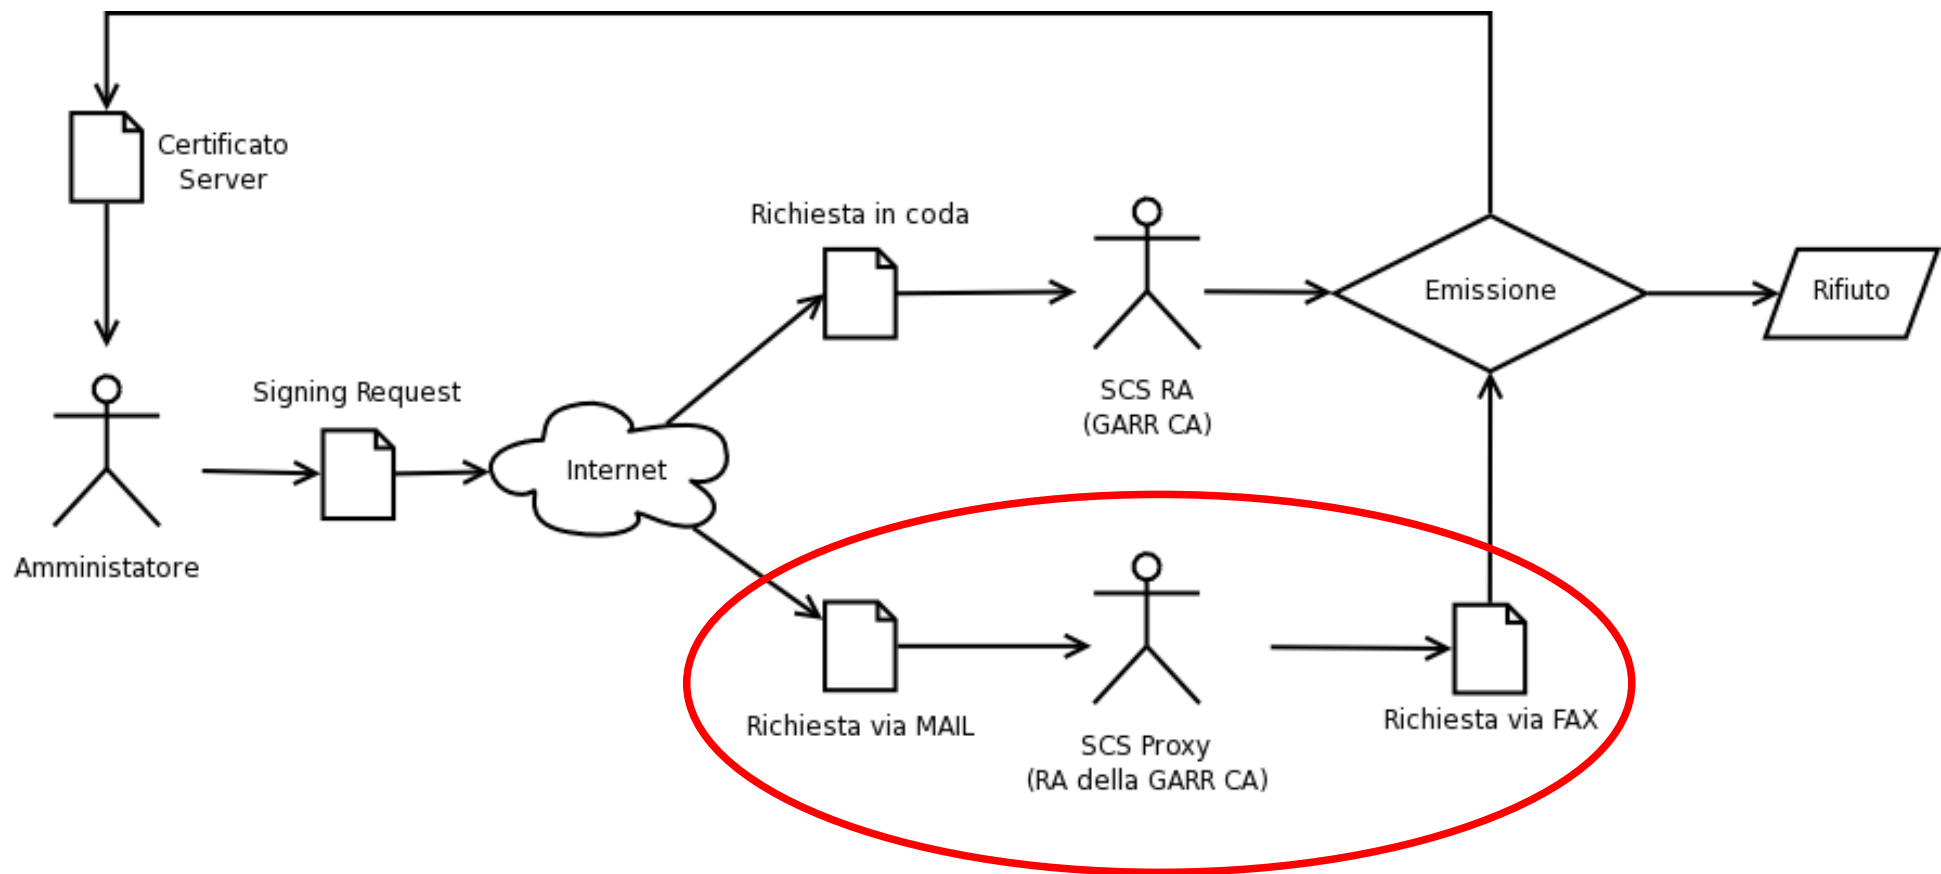 Certificato
Server
Richiesta in coda
Emissione
Rifiuto
Signing Request
SCS RA
(GARR CA)
Internet
Amministatore
Richiesta via MAIL
SCS Proxy
(RA della GARR CA)
Richiesta via FAX